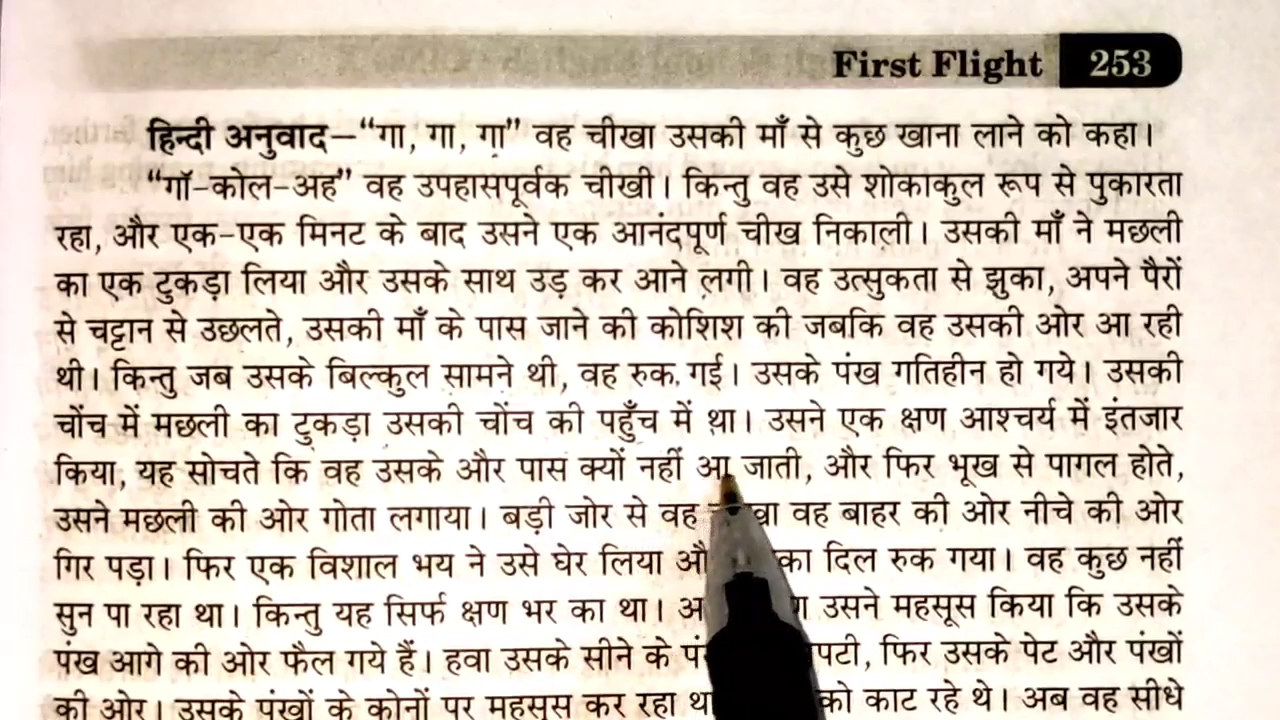 First Flight 253
हिन्दी अनुवाद–“गा, गा, गा” वह चीखा उसकी माँ से कुछ खाना लाने को कहा।
“गॉ-कोल-अह” वह उपहासपूर्वक चीखी। किन्तु वह उसे शोकाकुल रूप से पुकारता
रहा, और एक-एक मिनट के बाद उसने एक आनंदपूर्ण चीख निकाली। उसकी माँ ने मछली
का एक टुकड़ा लिया और उसके साथ उड़ कर आने लगी। वह उत्सुकता से झुका, अपने पैरों
से चट्टान से उछलते, उसकी माँ के पास जाने की कोशिश की जबकि वह उसकी ओर आ रही
थी। किन्तु जब उसके बिल्कुल सामने थी, वह रुक गई। उसके पंख गतिहीन हो गये। उसकी
चोंच में मछली का टुकड़ा उसकी चोंच की पहुँच में था। उसने एक क्षण आश्चर्य में इंतजार
किया, यह सोचते कि वह उसके और पास क्यों नहीं आ जाती, और फिर भूख से पागल होते,
उसने मछली की ओर गोता लगाया। बड़ी जोर से वह वह बाहर की ओर नीचे की ओर
गिर पड़ा। फिर एक विशाल भय ने उसे घेर लिया दिल रुक गया। वह कुछ नहीं
सुन पा रहा था। किन्तु यह सिर्फ क्षण भर का था। उसने महसूस किया कि उसके
पंख आगे की ओर फैल गये हैं। हवा उसके सीने के फिर उसके पेट और पंखों
की ओर। उसके पंखों के कोनों पर महसूस कर रहा को काट रहे थे। अब वह सीधे